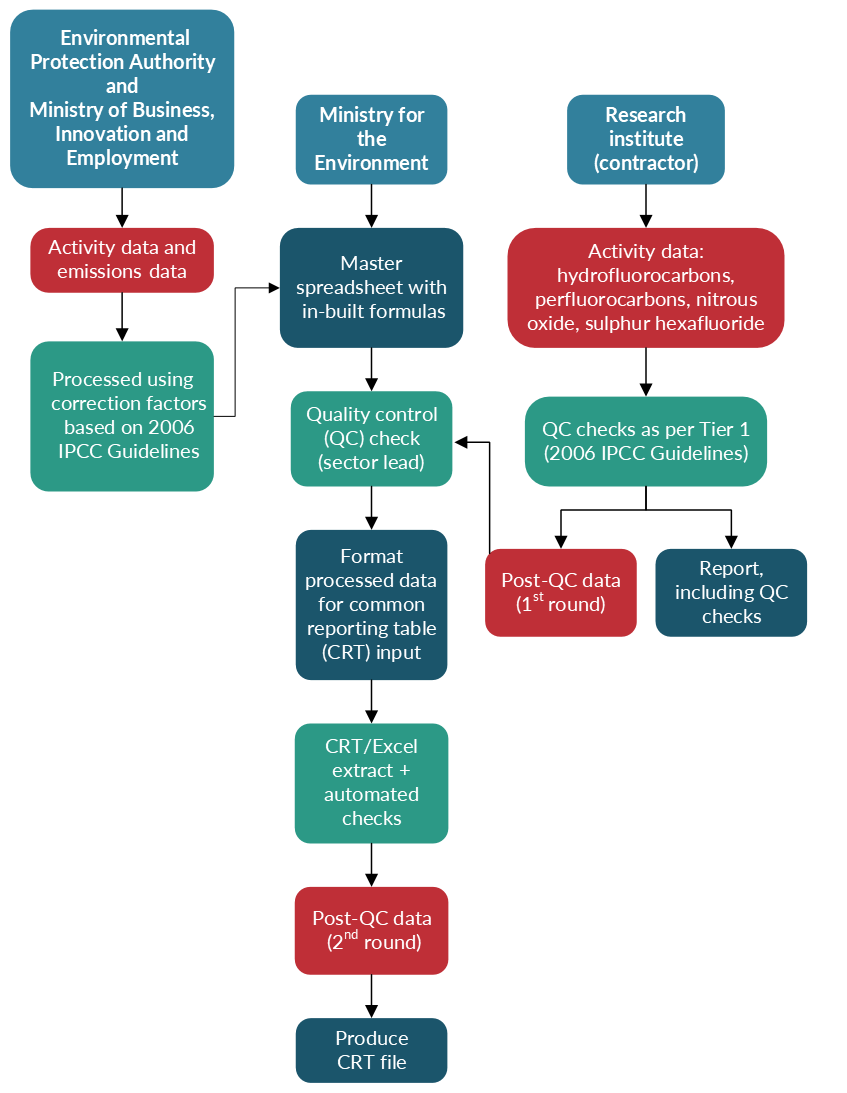 Environmental
Protection Authority
and
Ministry of Business,
Innovation and
Employment
Activity data and
emissions data
Processed using
correction factors
based on 2006
IPCC Guidelines
Ministry for
the
Environment
Master
spreadsheet with
in-built formulas
Quality control
(QC) check
(sector lead)
Format
processed data
for common
reporting table
(CRT) input
CRT/Excel
extract +
automated
checks
Post-QC data
(2nd round)
Produce
CRT file
Research
institute
(contractor)
Activity data:
hydrofluorocarbons,
perfluorocarbons, nitrous
oxide, sulphur hexafluoride
QC checks as per Tier 1
(2006 IPCC Guidelines)
Post-QC data
(1st round)
Report,
including QC
checks